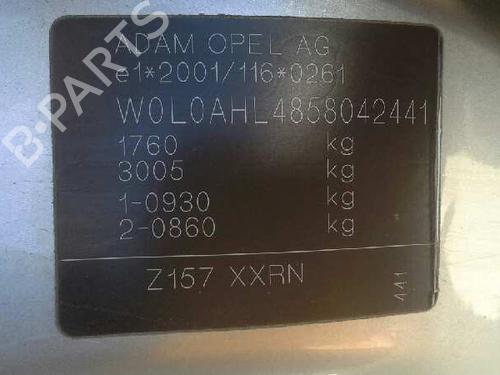 ADAM OPEL AG
e1*2001/116*0261
W0L0AHL4858042441
1760 kg
3005 kg
1-0930 kg
2-0860 kg
Z157 XXRN
441
B-PARTS